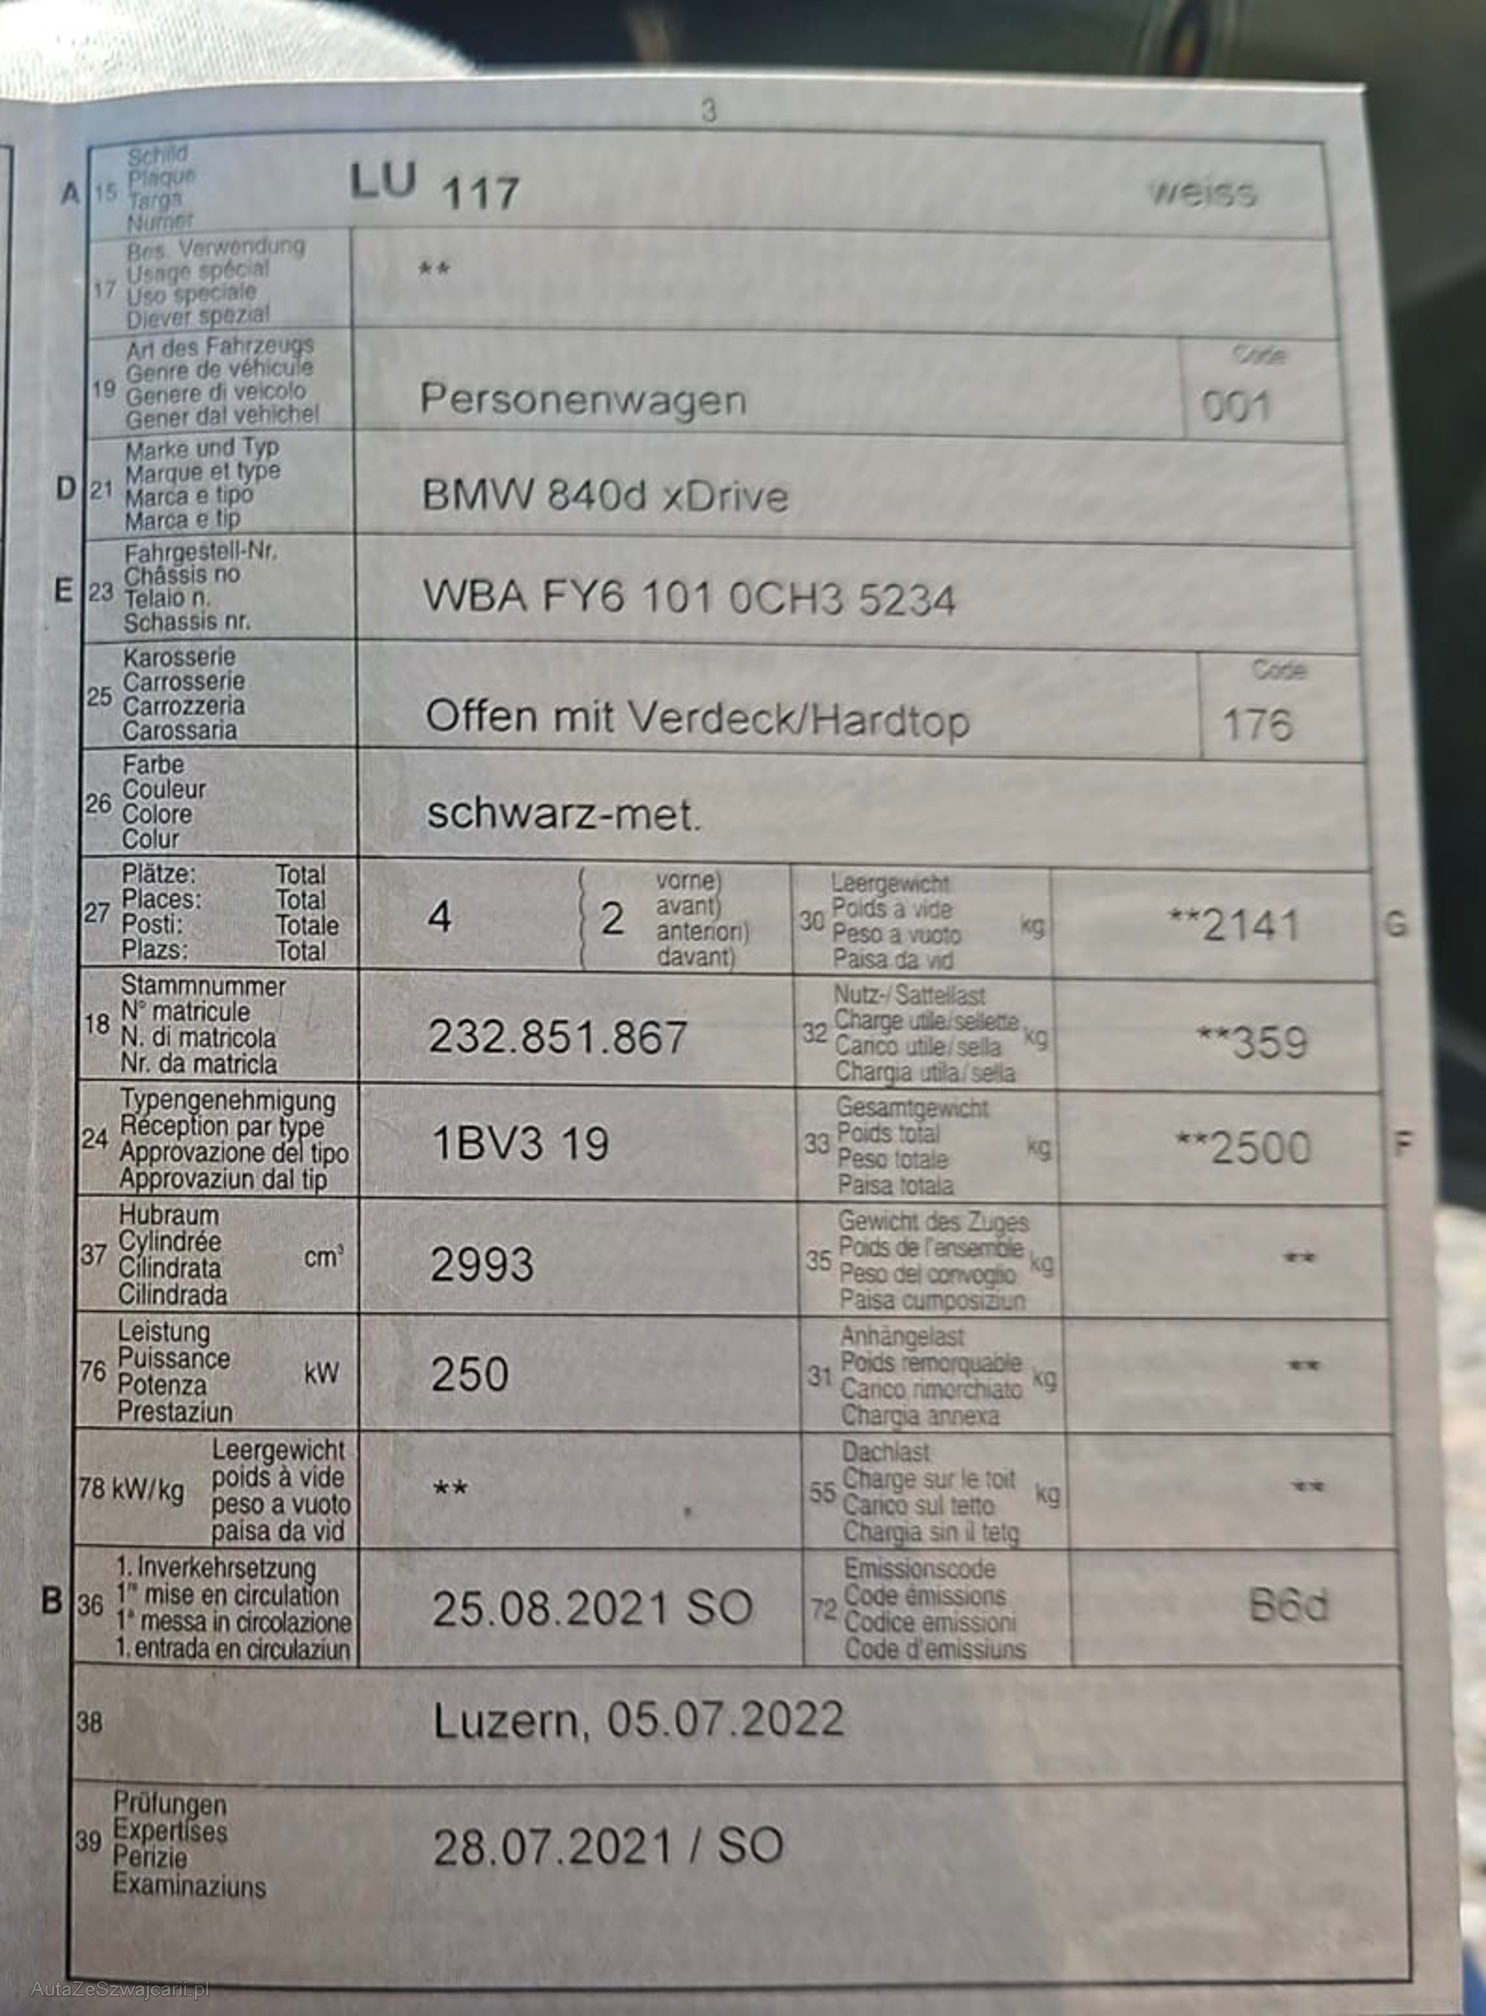 3
A 15 Schild
Plaque
Targa
Numer
LU 117 weiss
17 Bes. Verwendung
Usage spécial
Uso speciale
Diever spezial
**
19 Art des Fahrzeugs
Genre de véhicule
Genere di veicolo
Gener dal vehichel
Personenwagen
Code
001
D 21 Marke und Typ
Marque et type
Marca e tipo
Marca e tip
BMW 840d xDrive
E 23 Fahrgestell-Nr.
Châssis no
Telaio n.
Schassis nr.
WBA FY6 101 0CH3 5234
25 Karosserie
Carrosserie
Carrozzeria
Carossaria
Offen mit Verdeck/Hardtop
Code
176
26 Farbe
Couleur
Colore
Colur
schwarz-met.
27 Plätze: Total
Places: Total
Posti: Totale
Plazs: Total
4 ( 2 vorne)
avant)
anteriori)
davant)
30 Leergewicht
Poids à vide
Peso a vuoto
Paisa da vid
kg
**2141 G
18 Stammnummer
N° matricule
N. di matricola
Nr. da matricla
232.851.867
32 Nutz-/Sattellast
Charge utile/sellette
Carico utile/sella
Chargia utila/sella
kg
**359
24 Typengenehmigung
Réception par type
Approvazione del tipo
Approvaziun dal tip
1BV3 19
33 Gesamtgewicht
Poids total
Peso totale
Paisa totala
kg
**2500 F
37 Hubraum
Cylindrée
Cilindrata
Cilindrada
cm³
2993
35 Gewicht des Zuges
Poids de l'ensemble
Peso del convoglio
Paisa cumposiziun
kg
**
76 Leistung
Puissance
Potenza
Prestaziun
kW
250
31 Anhängelast
Poids remorquable
Carico rimorchiato
Chargia annexa
kg
**
78 kW/kg Leergewicht
poids à vide
peso a vuoto
paisa da vid
**
55 Dachlast
Charge sur le toit
Carico sul tetto
Chargia sin il tetg
kg
**
B 36 1. Inverkehrsetzung
1re mise en circulation
1a messa in circolazione
1. entrada en circulaziun
25.08.2021 SO
72 Emissionscode
Code émissions
Codice emissioni
Code d'emissiuns
B6d
38 Luzern, 05.07.2022
39 Prüfungen
Expertises
Perizie
Examinaziuns
28.07.2021 / SO
AutaZeSzwajcarii.pl